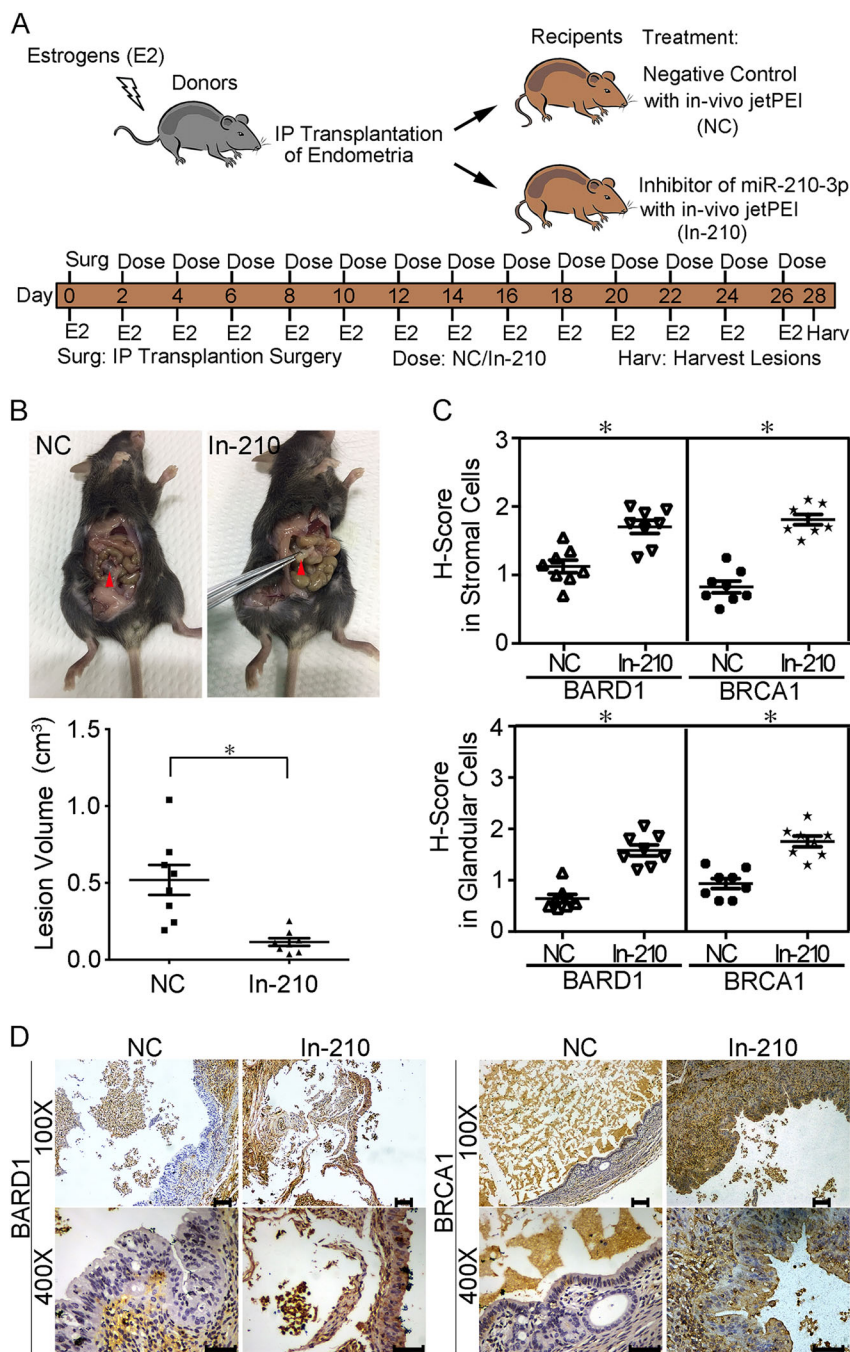 A
Estrogens (E2)
Donors
IP Transplantation
of Endometria
Recipents
Treatment:
Negative Control
with in-vivo jetPEI
(NC)
Inhibitor of miR-210-3p
with in-vivo jetPEI
(In-210)
Surg Dose Dose Dose Dose Dose Dose Dose Dose Dose Dose Dose Dose Dose
Day 0 2 4 6 8 10 12 14 16 18 20 22 24 26 28
E2 E2 E2 E2 E2 E2 E2 E2 E2 E2 E2 E2 E2 E2 Harv
Surg: IP Transplantion Surgery
Dose: NC/In-210
Harv: Harvest Lesions
B
NC
In-210
Lesion Volume (cm³)
1.5
1.0
0.5
0.0
*
NC
In-210
C
H-Score
in Stromal Cells
3
2
1
0
*
*
NC In-210 NC In-210
BARD1
BRCA1
H-Score
in Glandular Cells
4
3
2
1
0
*
*
NC In-210 NC In-210
BARD1
BRCA1
D
NC
In-210
BARD1
100X
400X
NC
In-210
BRCA1
100X
400X